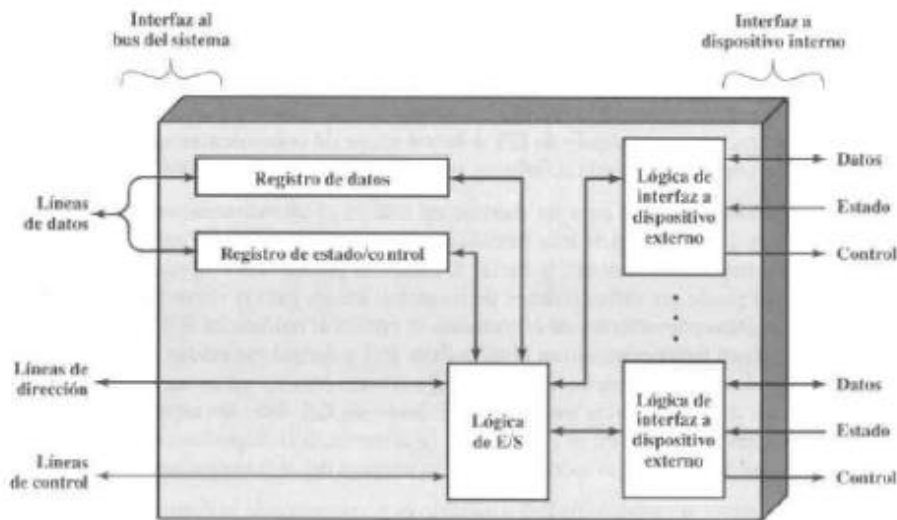 Interfaz al
bus del sistema
Interfaz a
dispositivo interno
Registro de datos
Líneas
de datos
Registro de estado/control
Lógica de
interfaz a
dispositivo
externo
Datos
Estado
Control
Líneas de
dirección
Líneas
de control
Lógica
de E/S
Lógica de
interfaz a
dispositivo
externo
Datos
Estado
Control